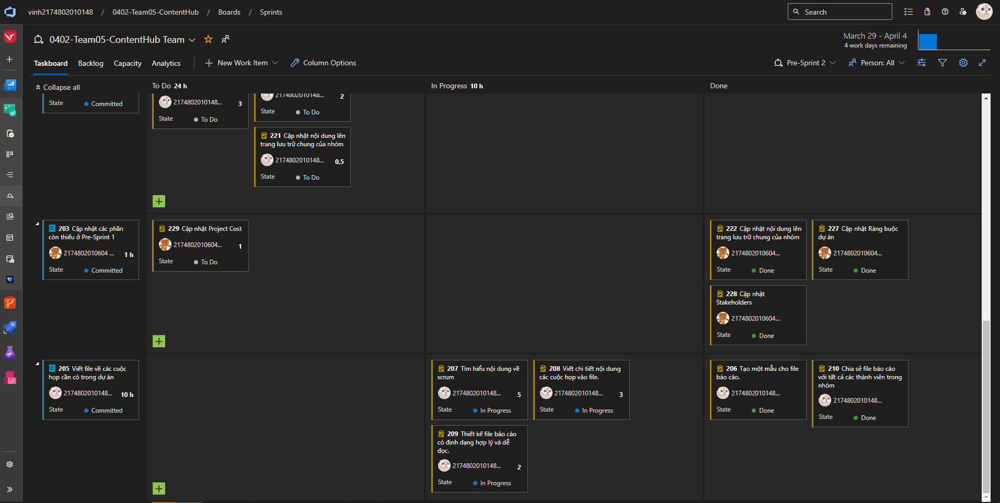 vinh2174802010148 / 0402-Team05-ContentHub / Boards / Sprints
Search
0402-Team05-ContentHub Team
March 29 - April 4
4 work days remaining
Taskboard Backlog Capacity Analytics New Work Item Column Options
Pre-Sprint 2 Person: All
Collapse all
To Do 24 h
In Progress 10 h
Done
State Committed
2174802010148... 3
State To Do
2174802010148... 2
State To Do
221 Cập nhật nội dung lên
trang lưu trữ chung của nhóm
2174802010148... 0.5
State To Do
203 Cập nhật các phần
còn thiếu ở Pre-Sprint 1
2174802010604 ... 1 h
State Committed
229 Cập nhật Project Cost
2174802010604... 1
State To Do
222 Cập nhật nội dung lên
trang lưu trữ chung của nhóm
2174802010604...
State Done
227 Cập nhật Ràng buộc
dự án
2174802010604...
State Done
228 Cập nhật
Stakeholders
2174802010604...
State Done
205 Viết file về các cuộc
họp cần có trong dự án
2174802010148... 10 h
State Committed
207 Tìm hiểu nội dung về
scrum
2174802010148... 5
State In Progress
208 Viết chi tiết nội dung
các cuộc họp vào file.
2174802010148... 3
State In Progress
209 Thiết kế file báo cáo
có định dạng hợp lý và dễ
đọc.
2174802010148... 2
State In Progress
206 Tạo một mẫu cho file
báo cáo.
2174802010148...
State Done
210 Chia sẻ file báo cáo
với tất cả các thành viên trong
nhóm
2174802010148...
State Done